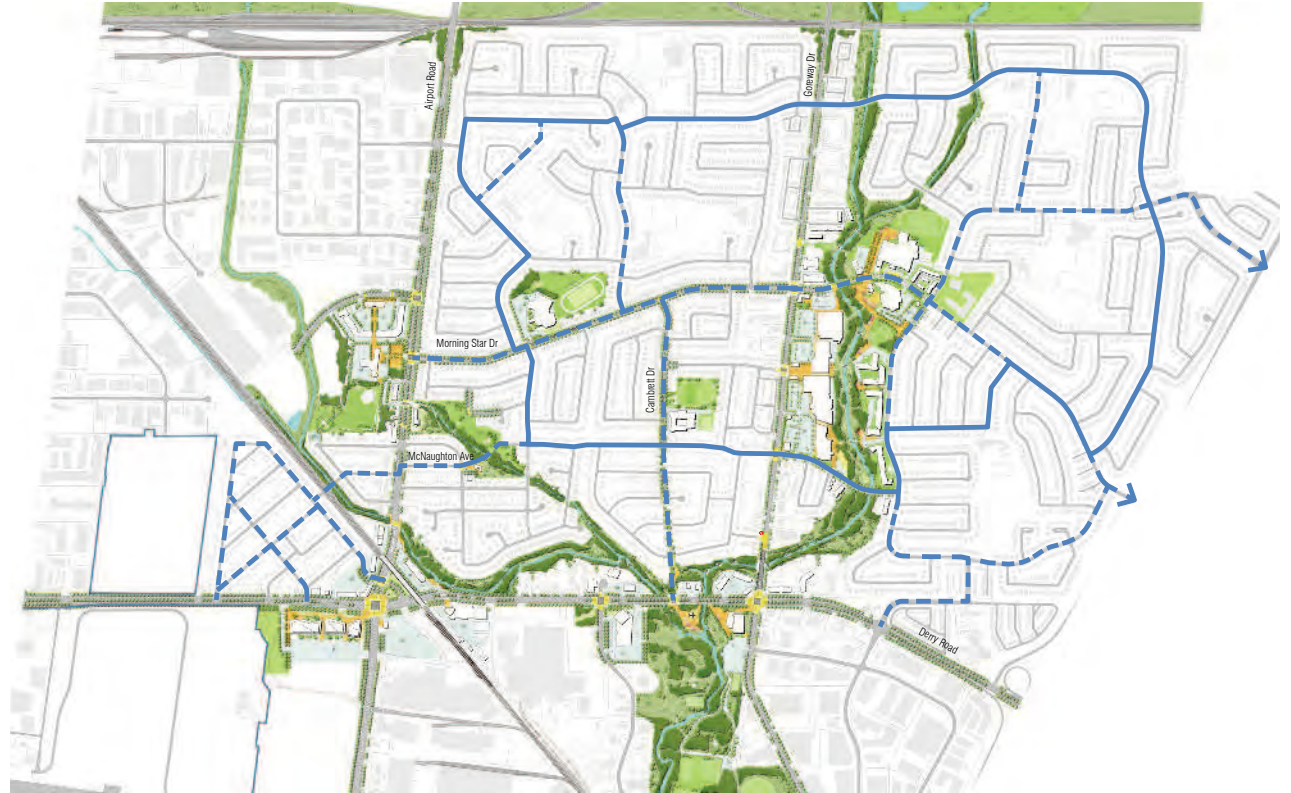 Airport Road
Goreway Dr
Morning Star Dr
Cambrett Dr
McNaughton Ave
Derry Road